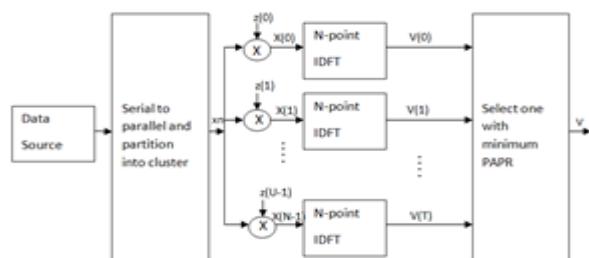 Data
Source
Serial to
parallel and
partition
into cluster
xn
z(0)
X
X(0)
N-point
IDFT
V(0)
z(1)
X
X(1)
N-point
IDFT
V(1)
z(U-1)
X
X(N-1)
N-point
IDFT
V(T)
Select one
with
minimum
PAPR
V